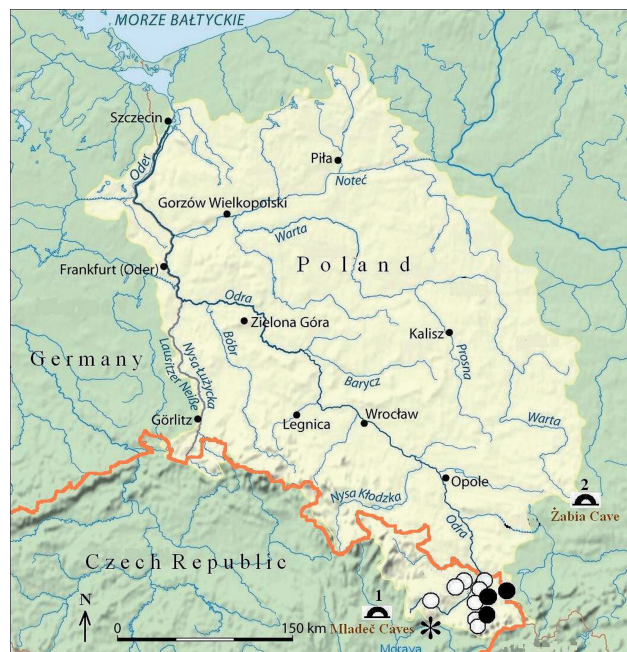 MORZE BAŁTYCKIE
Szczecin
Oder
Piła
Noteć
Gorzów Wielkopolski
Warta
Poland
Frankfurt (Oder)
Odra
Zielona Góra
Kalisz
Germany
Bóbr
Prosna
Nysa Łużycka
Lausitzer Neiße
Barycz
Görlitz
Legnica
Wrocław
Warta
Opole
2
Nysa Kłodzka
Żabia Cave
Odra
Czech Republic
1
N
0
150 km
Mladeč Caves
*
Morava